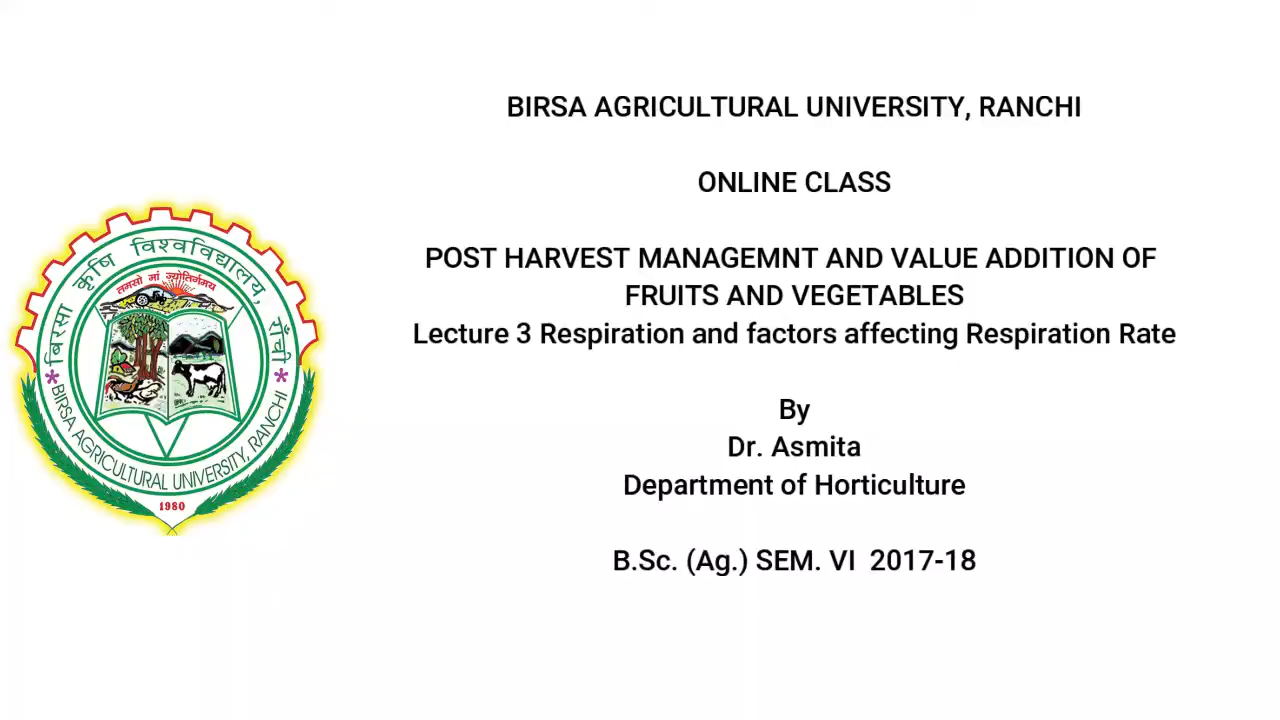 BIRSA AGRICULTURAL UNIVERSITY, RANCHI
ONLINE CLASS
POST HARVEST MANAGEMNT AND VALUE ADDITION OF
FRUITS AND VEGETABLES
Lecture 3 Respiration and factors affecting Respiration Rate
By
Dr. Asmita
Department of Horticulture
B.Sc. (Ag.) SEM. VI 2017-18
बिरसा कृषि विश्वविद्यालय, राँची
तमसो मां ज्योतिर्गमय
BIRSA AGRICULTURAL UNIVERSITY, RANCHI
1980